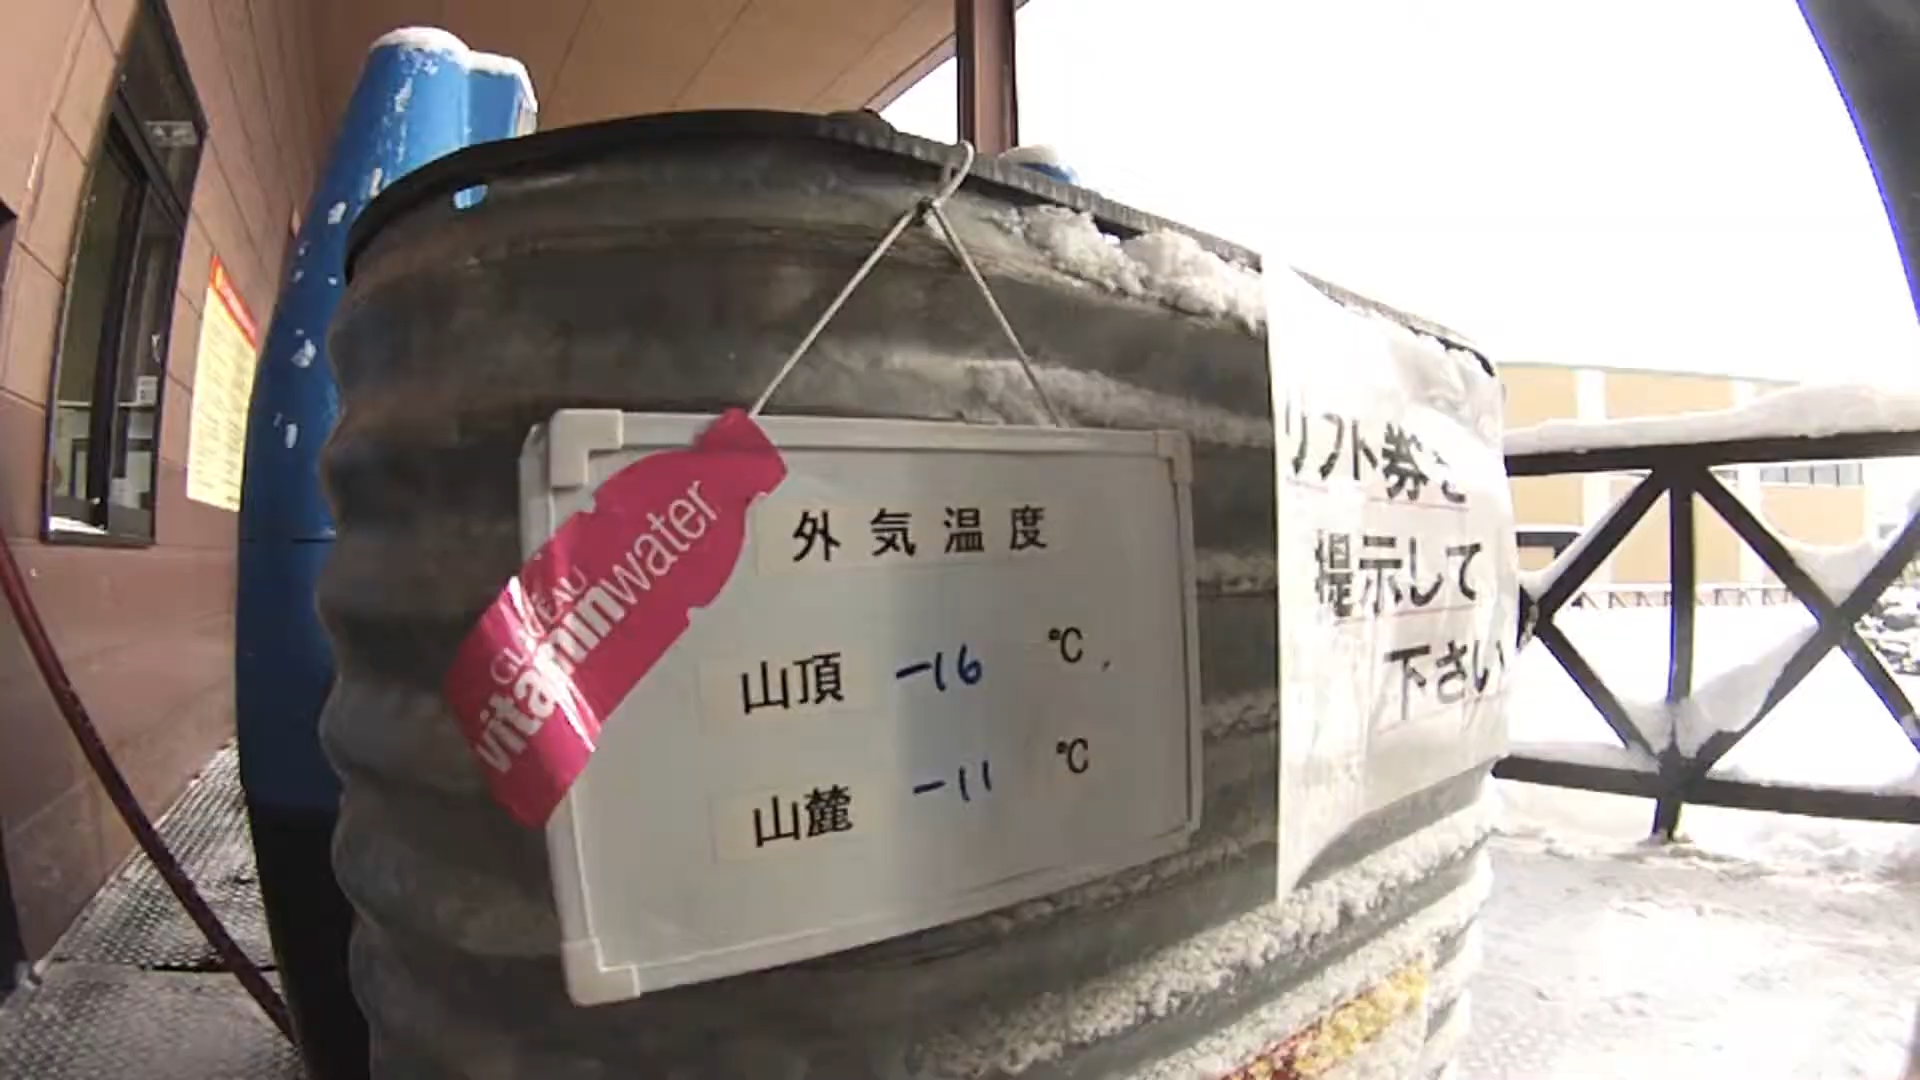 GLACÉAU
vitaminwater
外気温度
山頂 -16 ℃
山麓 -11 ℃
リフト券を
提示して
下さい